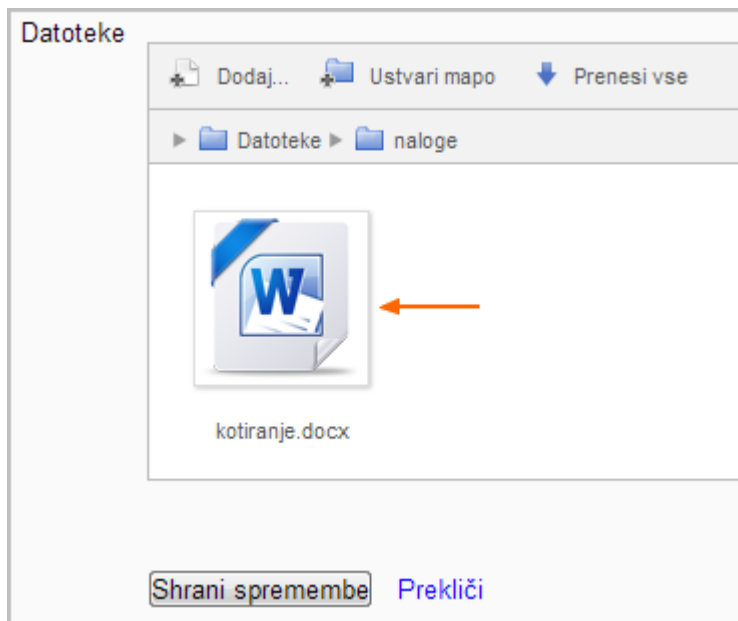 Datoteke
Dodaj... Ustvari mapo Prenesi vse
Datoteke naloge
W
kotiranje.docx
Shrani spremembe Prekliči